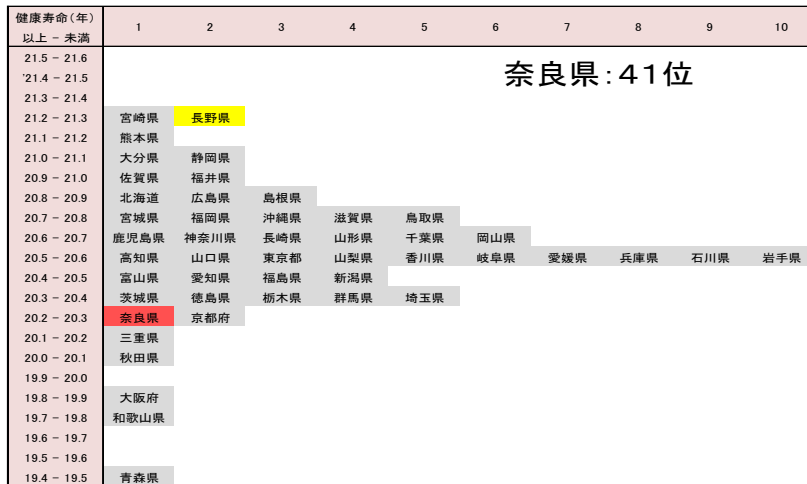 健康寿命(年)
以上 - 未満 1 2 3 4 5 6 7 8 9 10
21.5 - 21.6
'21.4 - 21.5
奈良県:41位
21.3 - 21.4
21.2 - 21.3 宮崎県 長野県
21.1 - 21.2 熊本県
21.0 - 21.1 大分県 静岡県
20.9 - 21.0 佐賀県 福井県
20.8 - 20.9 北海道 広島県 島根県
20.7 - 20.8 宮城県 福岡県 沖縄県 滋賀県 鳥取県
20.6 - 20.7 鹿児島県 神奈川県 長崎県 山形県 千葉県 岡山県
20.5 - 20.6 高知県 山口県 東京都 山梨県 香川県 岐阜県 愛媛県 兵庫県 石川県 岩手県
20.4 - 20.5 富山県 愛知県 福島県 新潟県
20.3 - 20.4 茨城県 徳島県 栃木県 群馬県 埼玉県
20.2 - 20.3 奈良県 京都府
20.1 - 20.2 三重県
20.0 - 20.1 秋田県
19.9 - 20.0
19.8 - 19.9 大阪府
19.7 - 19.8 和歌山県
19.6 - 19.7
19.5 - 19.6
19.4 - 19.5 青森県